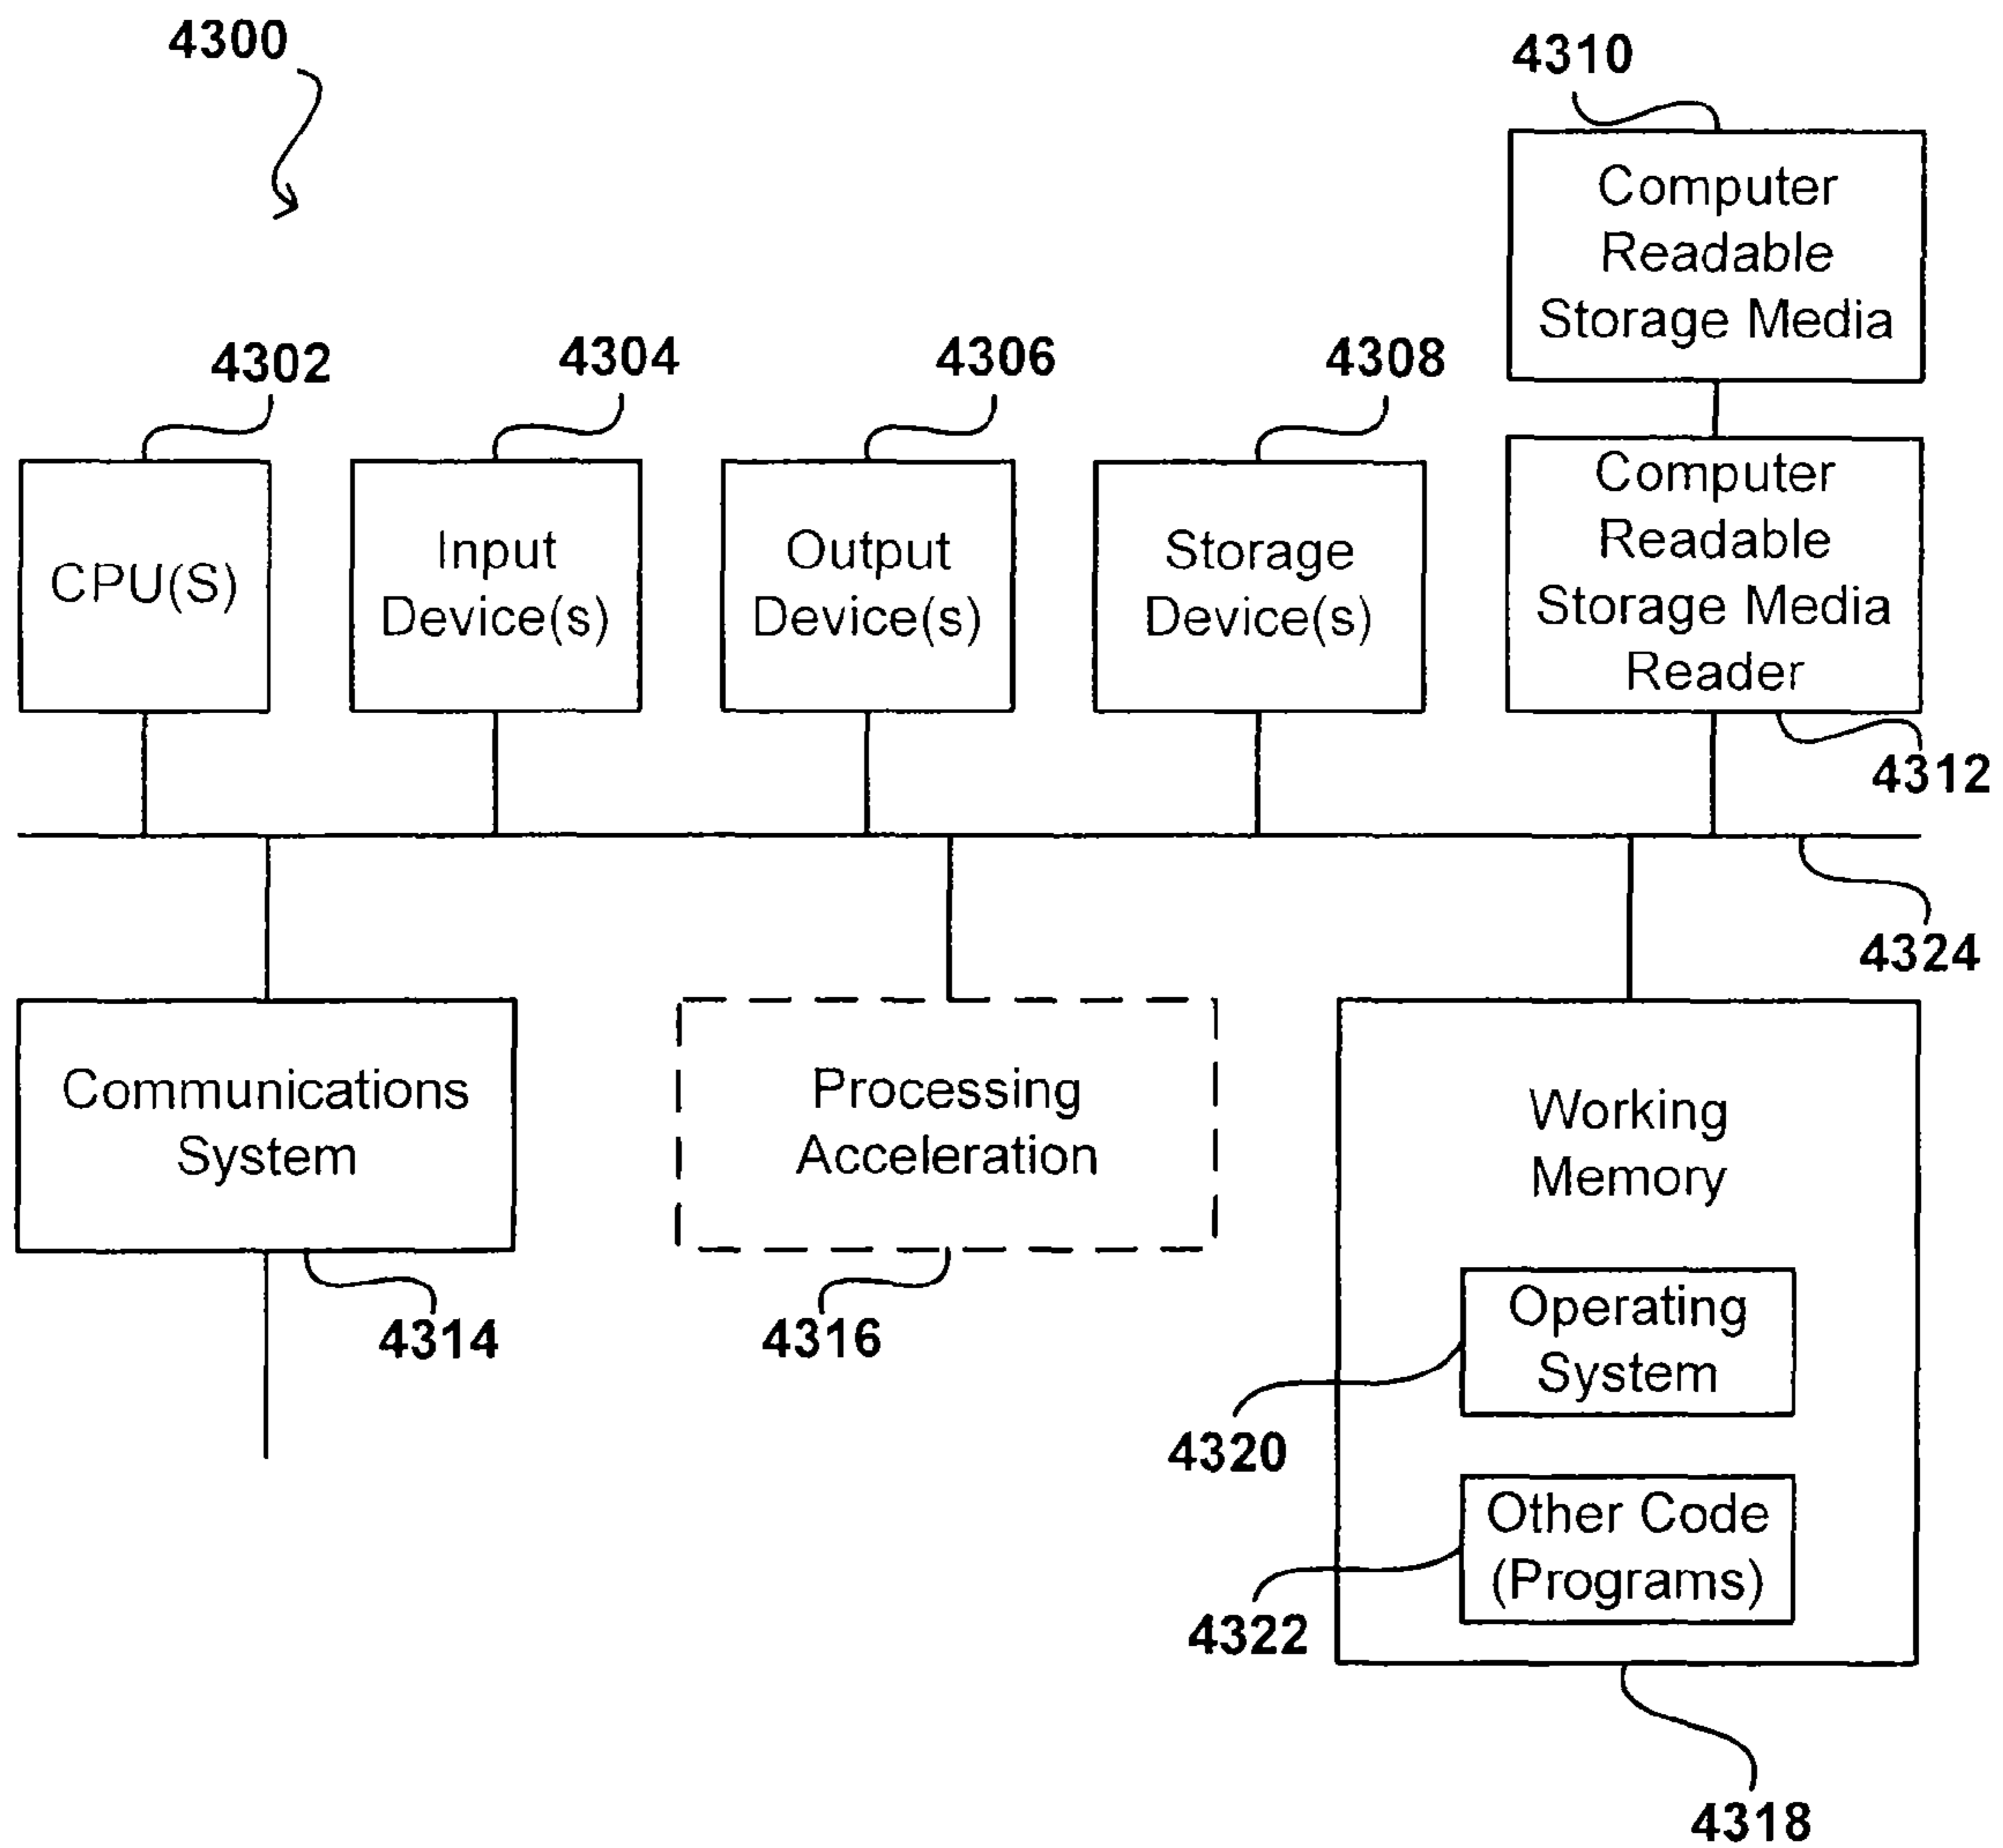 4300
4310
Computer
Readable
Storage Media
4302
4304
4306
4308
CPU(S)
Input
Device(s)
Output
Device(s)
Storage
Device(s)
Computer
Readable
Storage Media
Reader
4312
4324
Communications
System
4314
Processing
Acceleration
4316
Working
Memory
Operating
System
4320
Other Code
(Programs)
4322
4318